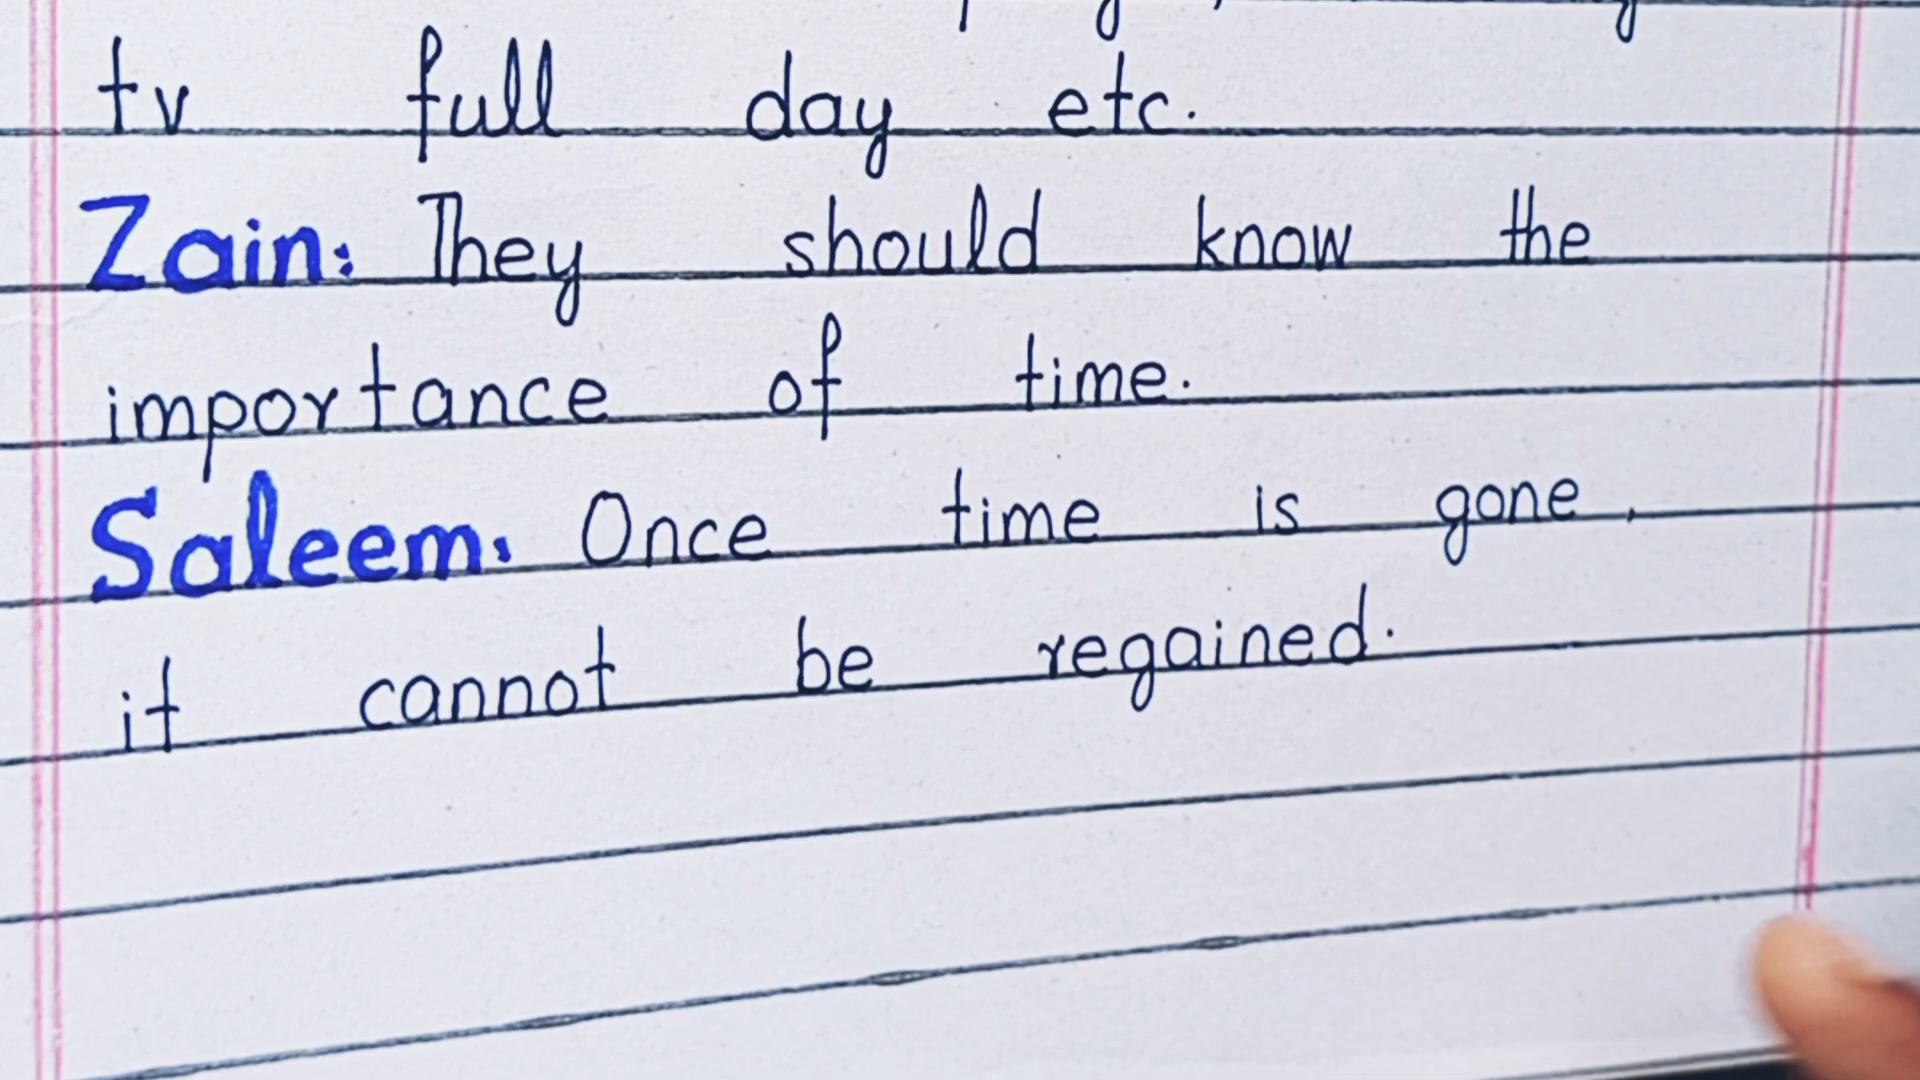 tv full day etc.
Zain: They should know the
importance of time.
Saleem: Once time is gone,
it cannot be regained.